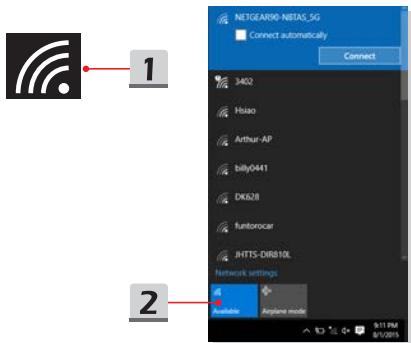 1
NETGEAR90-NBTAS_5G
Connect automatically
Connect
3402
Hsiao
Arthur-AP
billy0441
DK628
funtorocar
JHTTS-DIR810L
Network settings
2
Available
Airplane mode
9:11 PM
8/1/2015